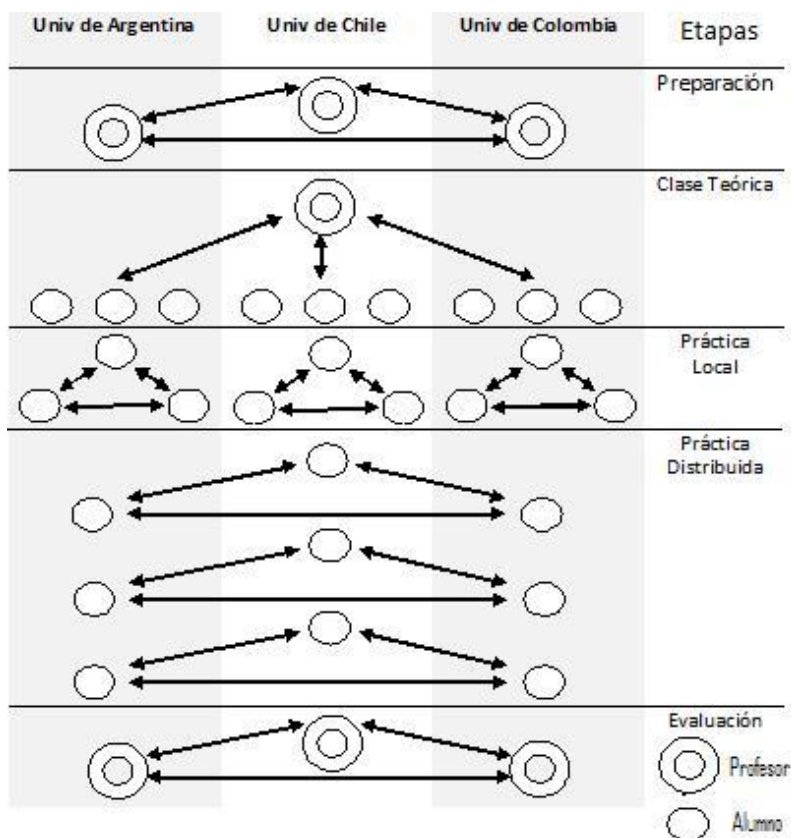 Univ de Argentina Univ de Chile Univ de Colombia Etapas
Preparación
Clase Teórica
Práctica
Local
Práctica
Distribuida
Evaluación
Profesor
Alumno